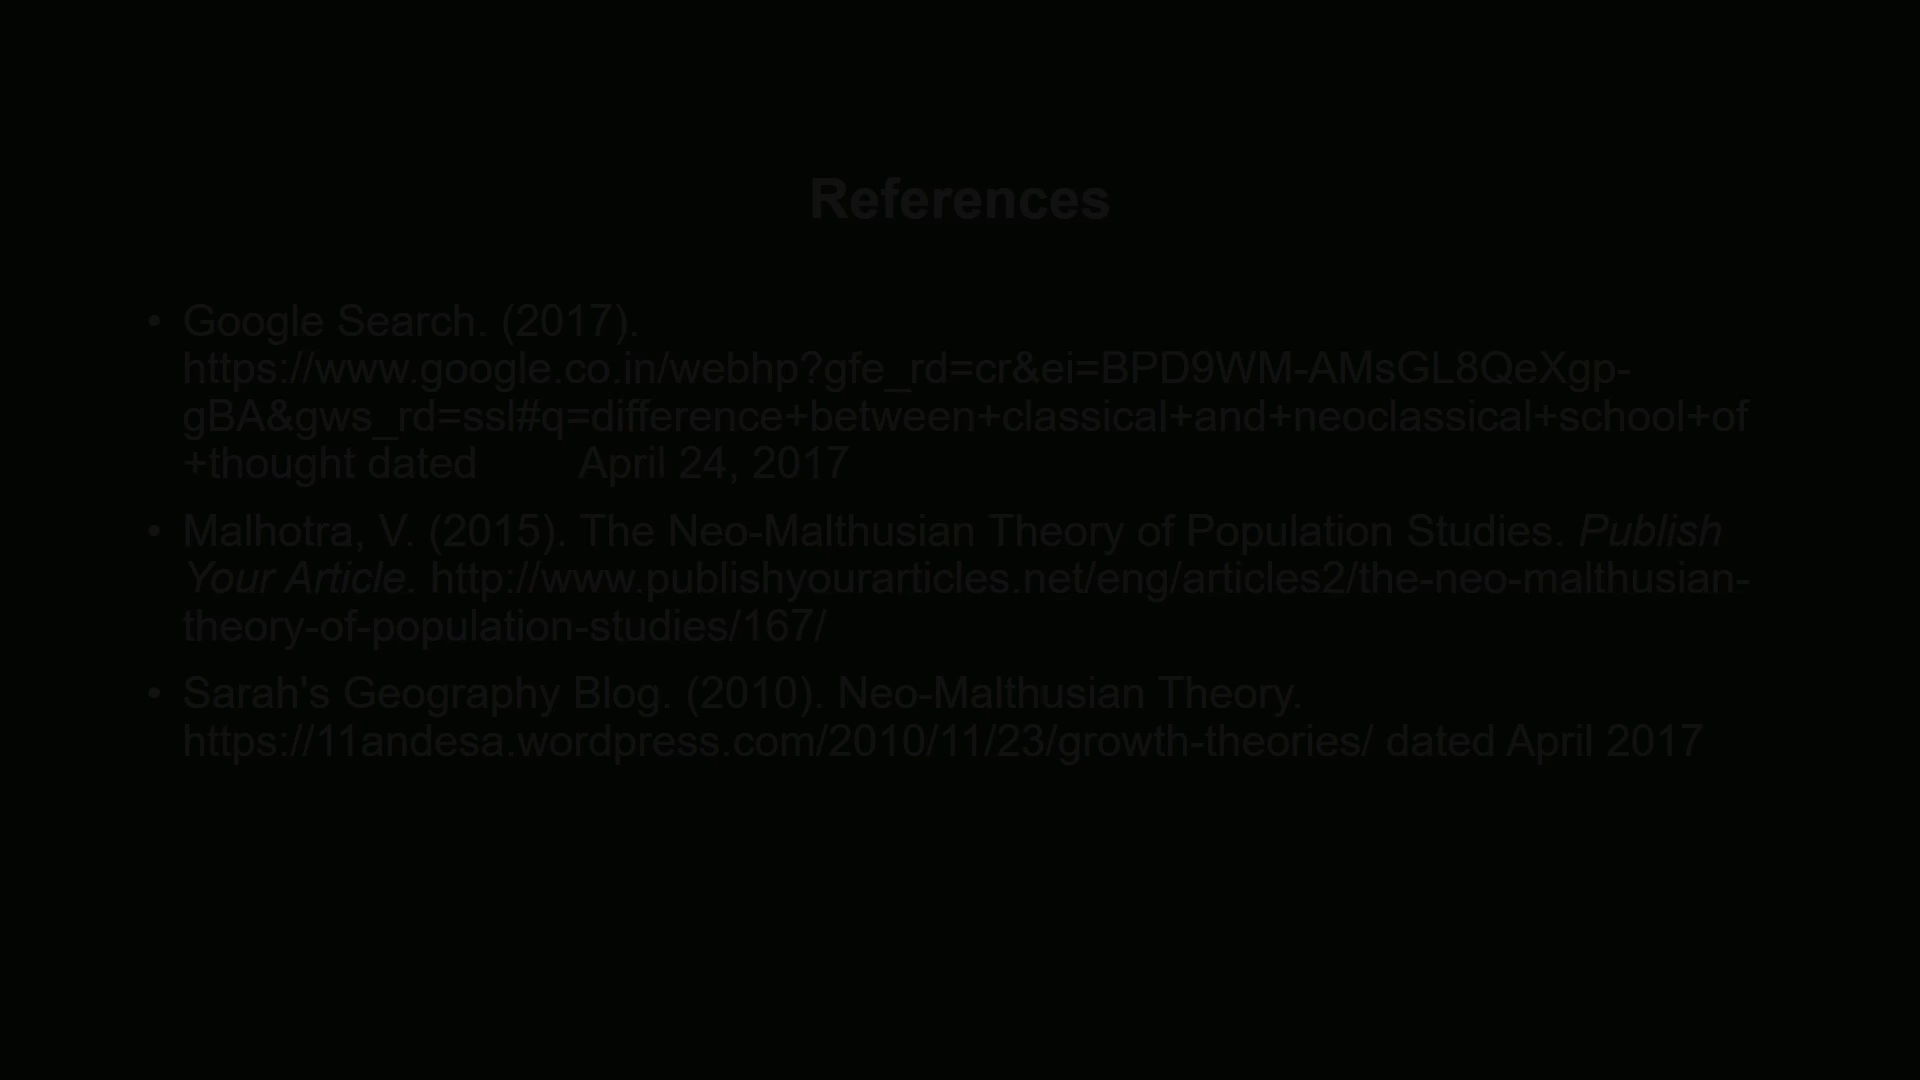 References
• Google Search. (2017).
https://www.google.co.in/webhp?gfe_rd=cr&ei=BPD9WM-AMsGL8QeXgp-
gBA&gws_rd=ssl#q=difference+between+classical+and+neoclassical+school+of
+thought dated April 24, 2017
• Malhotra, V. (2015). The Neo-Malthusian Theory of Population Studies. Publish
Your Article. http://www.publishyourarticles.net/eng/articles2/the-neo-malthusian-
theory-of-population-studies/167/
• Sarah's Geography Blog. (2010). Neo-Malthusian Theory.
https://11andesa.wordpress.com/2010/11/23/growth-theories/ dated April 2017